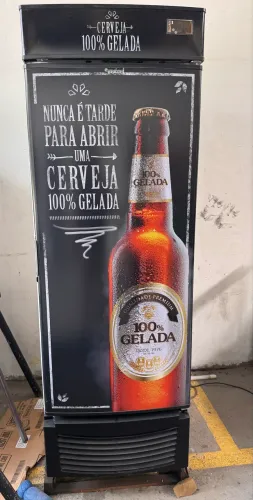 CERVEJA
100% GELADA
NUNCA É TARDE
PARA ABRIR
UMA
CERVEJA
100% GELADA
100%
GELADA
100%
GELADA